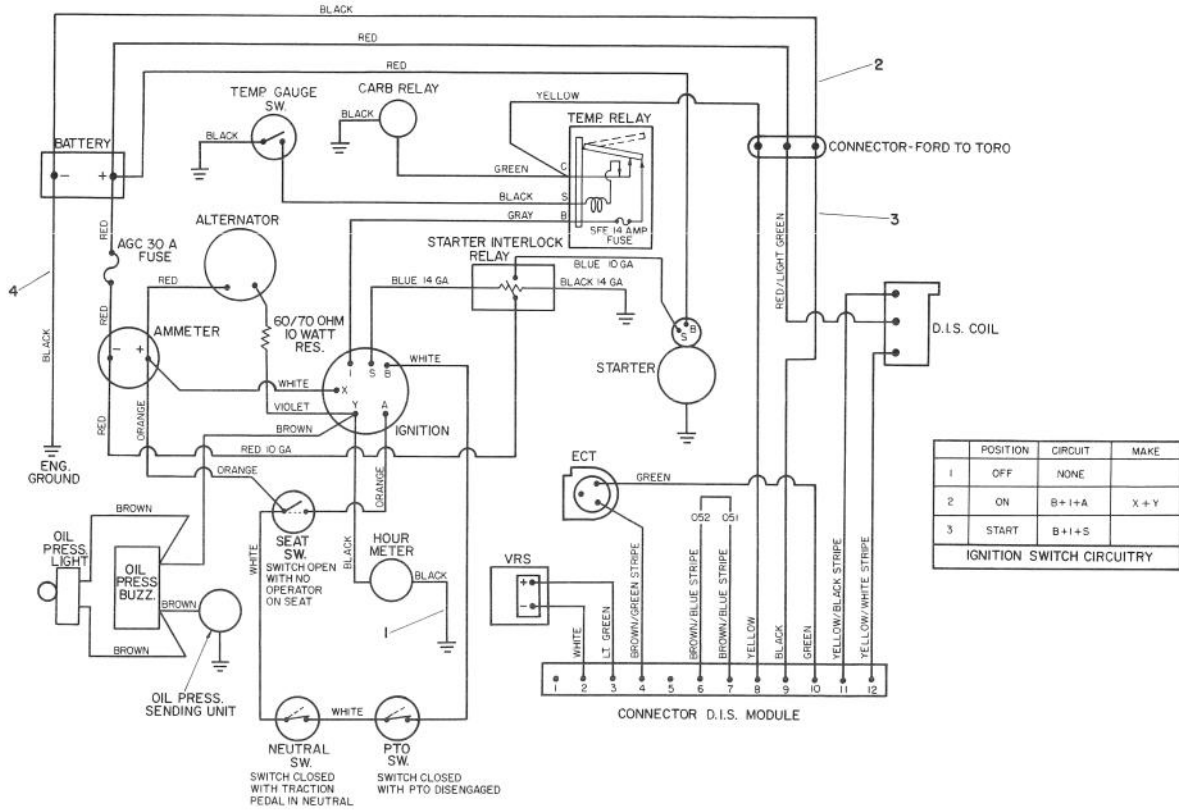 BLACK
RED
RED
2
TEMP. GAUGE
SW.
CARB RELAY
YELLOW
BLACK
BLACK
TEMP. RELAY
BATTERY
- +
CONNECTOR-FORD TO TORO
C
GREEN
BLACK
S
GRAY
B
SFE 14 AMP
FUSE
3
RED
ALTERNATOR
AGC 30 A
FUSE
STARTER INTERLOCK
RELAY
BLUE 10 GA
BLUE 14 GA
BLACK 14 GA
RED/LIGHT GREEN
4
RED
RED
60/70 OHM
10 WATT
RES.
AMMETER
- +
D.I.S. COIL
BLACK
WHITE
I S B
WHITE
X
S B
STARTER
VIOLET
Y A
IGNITION
BROWN
RED
ORANGE
RED 10 GA
ENG.
GROUND
ORANGE
ORANGE
ECT
GREEN
052 051
BROWN
OIL
PRESS.
LIGHT
OIL
PRESS
BUZZ.
SEAT
SW.
SWITCH OPEN
WITH NO
OPERATOR
ON SEAT
WHITE
BLACK
HOUR
METER
BLACK
1
VRS
+
-
BROWN
BROWN
OIL PRESS.
SENDING UNIT
WHITE
LT. GREEN
BROWN/GREEN STRIPE
BROWN/BLUE STRIPE
BROWN/BLUE STRIPE
YELLOW
BLACK
GREEN
YELLOW/BLACK STRIPE
YELLOW/WHITE STRIPE
1 2 3 4 5 6 7 8 9 10 11 12
CONNECTOR D.I.S. MODULE
WHITE
NEUTRAL
SW.
SWITCH CLOSED
WITH TRACTION
PEDAL IN NEUTRAL
PTO
SW.
SWITCH CLOSED
WITH PTO DISENGAGED
POSITION CIRCUIT MAKE
1 OFF NONE
2 ON B+I+A X+Y
3 START B+I+S
IGNITION SWITCH CIRCUITRY